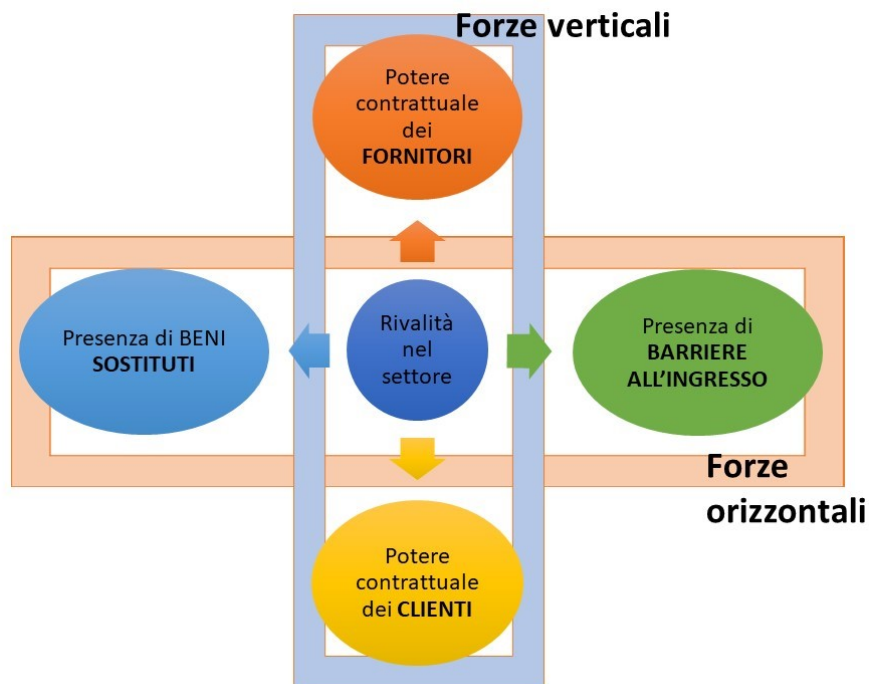 Forze verticali
Potere
contrattuale
dei
FORNITORI
Presenza di BENI
SOSTITUTI
Rivalità
nel
settore
Presenza di
BARRIERE
ALL'INGRESSO
Forze
orizzontali
Potere
contrattuale
dei CLIENTI